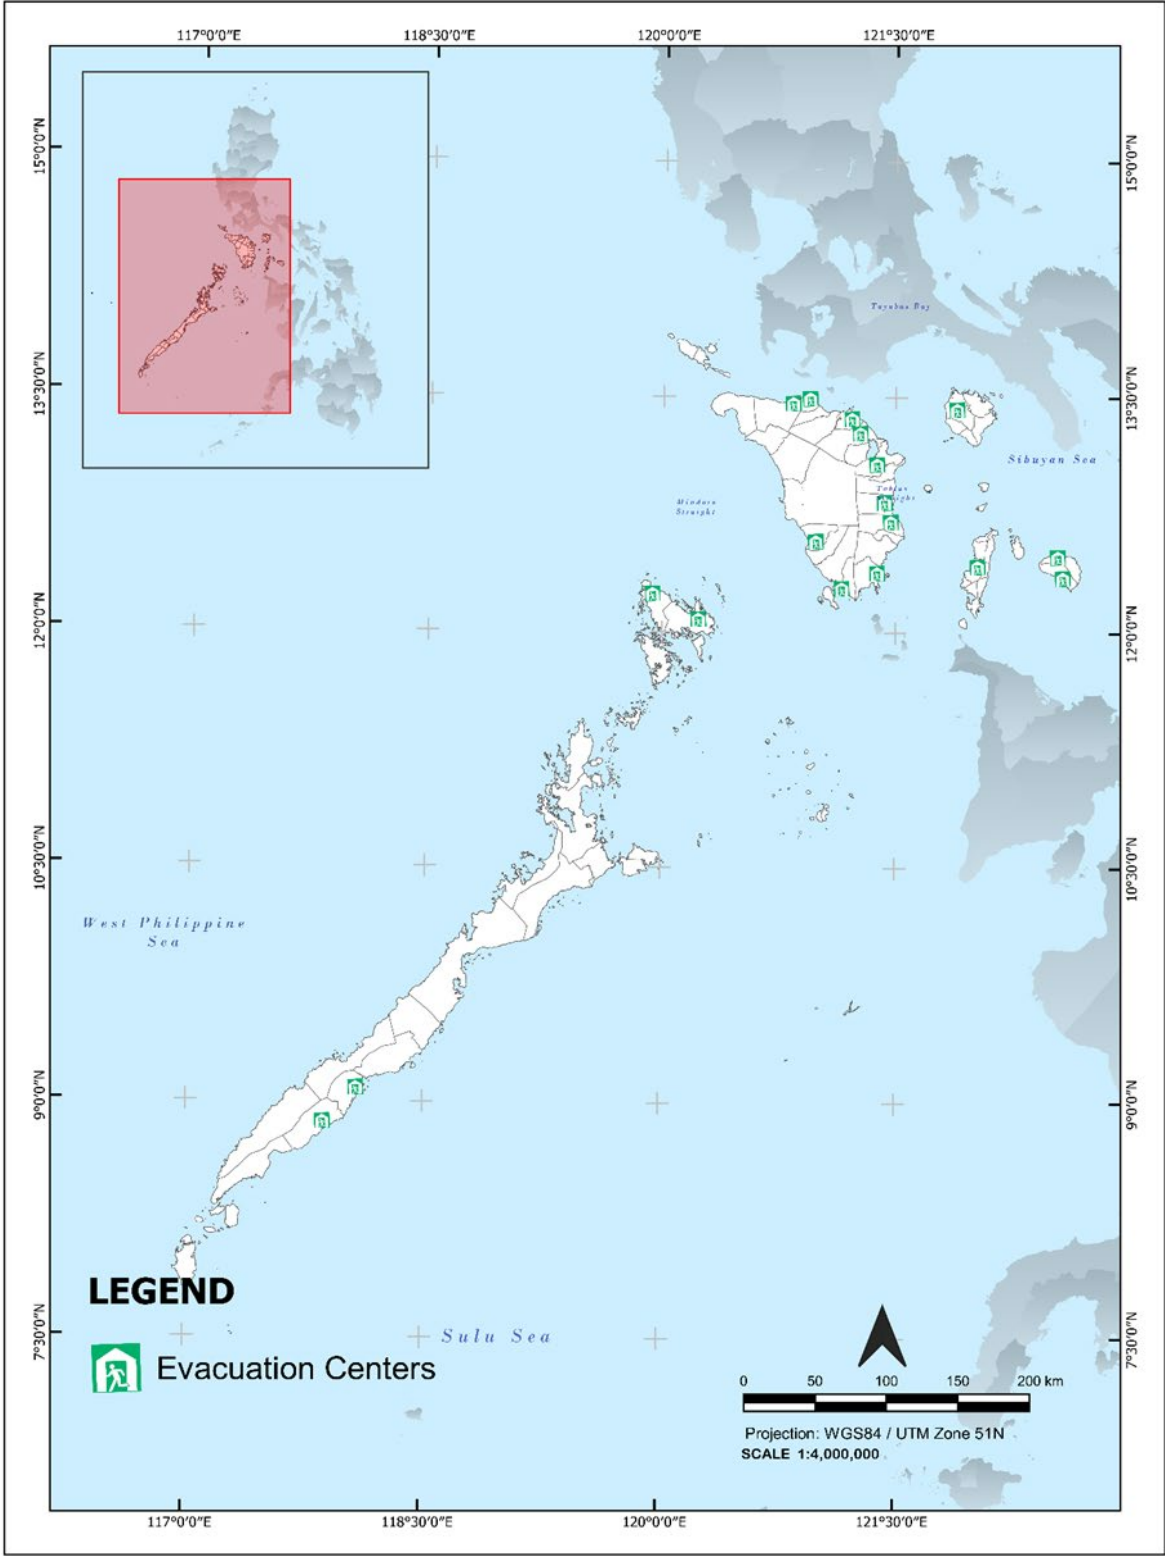 117°0'0"E 118°30'0"E 120°0'0"E 121°30'0"E
15°0'0"N 15°0'0"N
Tayabas Bay
13°30'0"N 13°30'0"N
Sibuyan Sea
Mindoro
Straight
12°0'0"N 12°0'0"N
10°30'0"N 10°30'0"N
West Philippine
Sea
9°0'0"N 9°0'0"N
LEGEND
7°30'0"N 7°30'0"N
Sulu Sea
Evacuation Centers
0 50 100 150 200 km
Projection: WGS84 / UTM Zone 51N
SCALE 1:4,000,000
117°0'0"E 118°30'0"E 120°0'0"E 121°30'0"E